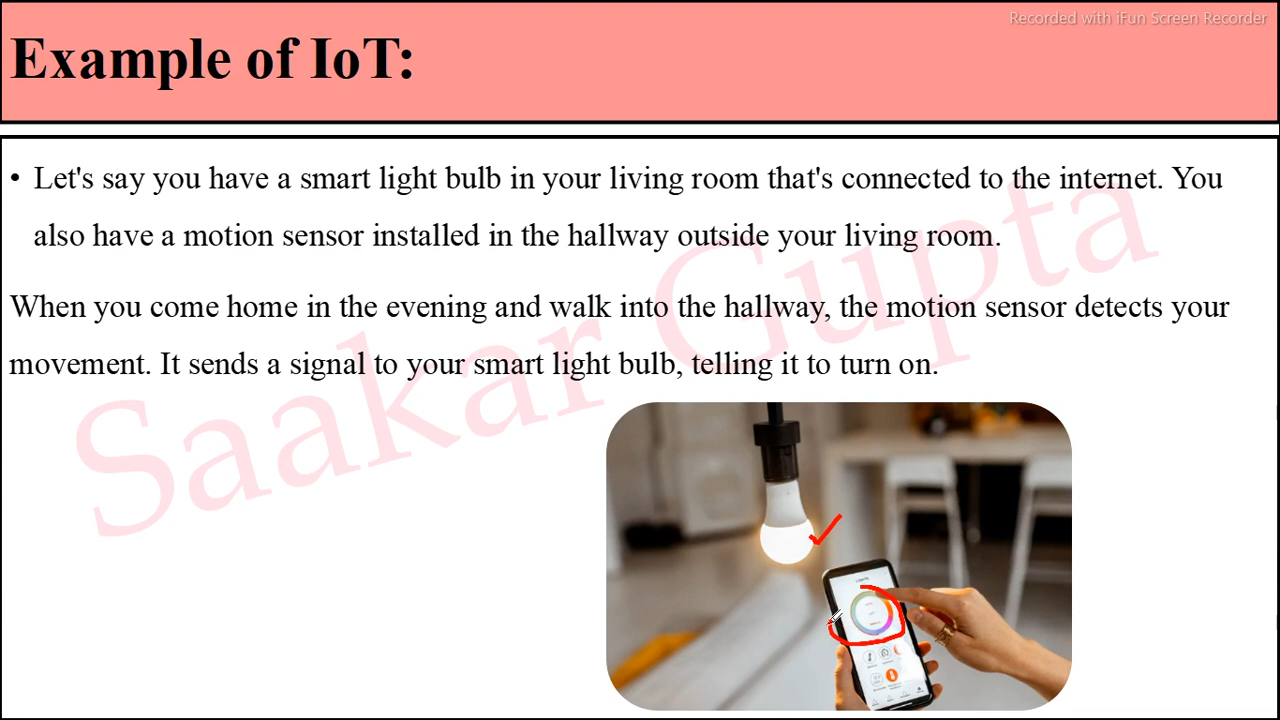 Recorded with iFun Screen Recorder
Example of IoT:
• Let's say you have a smart light bulb in your living room that's connected to the internet. You
also have a motion sensor installed in the hallway outside your living room.
When you come home in the evening and walk into the hallway, the motion sensor detects your
movement. It sends a signal to your smart light bulb, telling it to turn on.
Saakar Gupta